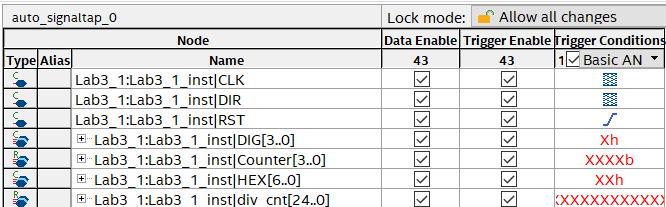 auto_signaltap_0 Lock mode: Allow all changes
Node Data Enable Trigger Enable Trigger Conditions
Type Alias Name 43 43 1 Basic AN
Lab3_1:Lab3_1_inst|CLK
Lab3_1:Lab3_1_inst|DIR
Lab3_1:Lab3_1_inst|RST
Lab3_1:Lab3_1_inst|DIG[3..0] Xh
Lab3_1:Lab3_1_inst|Counter[3..0] XXXXb
Lab3_1:Lab3_1_inst|HEX[6..0] XXh
Lab3_1:Lab3_1_inst|div_cnt[24..0] XXXXXXXXXXX